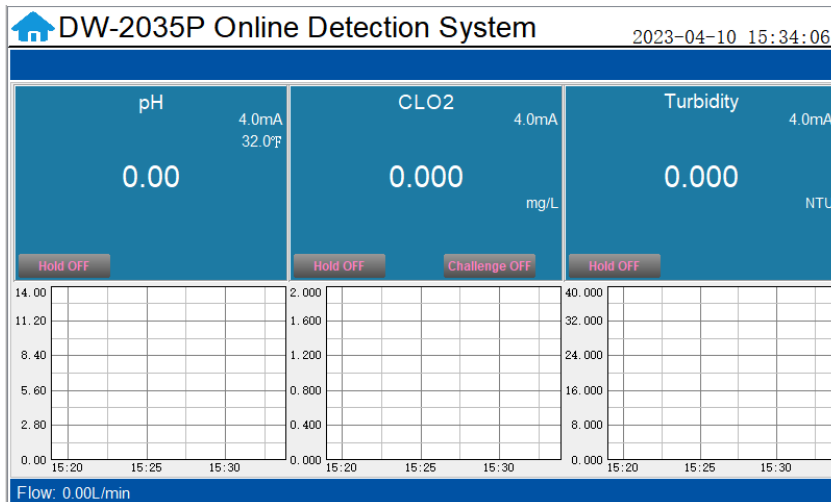 DW-2035P Online Detection System
2023-04-10 15:34:06
pH
4.0mA
32.0℉
0.00
Hold OFF
CLO2
4.0mA
0.000
mg/L
Hold OFF
Challenge OFF
Turbidity
4.0mA
0.000
NTU
Hold OFF
14.00
11.20
8.40
5.60
2.80
0.00
15:20 15:25 15:30
2.000
1.600
1.200
0.800
0.400
0.000
15:20 15:25 15:30
40.000
32.000
24.000
16.000
8.000
0.000
15:20 15:25 15:30
Flow: 0.00L/min